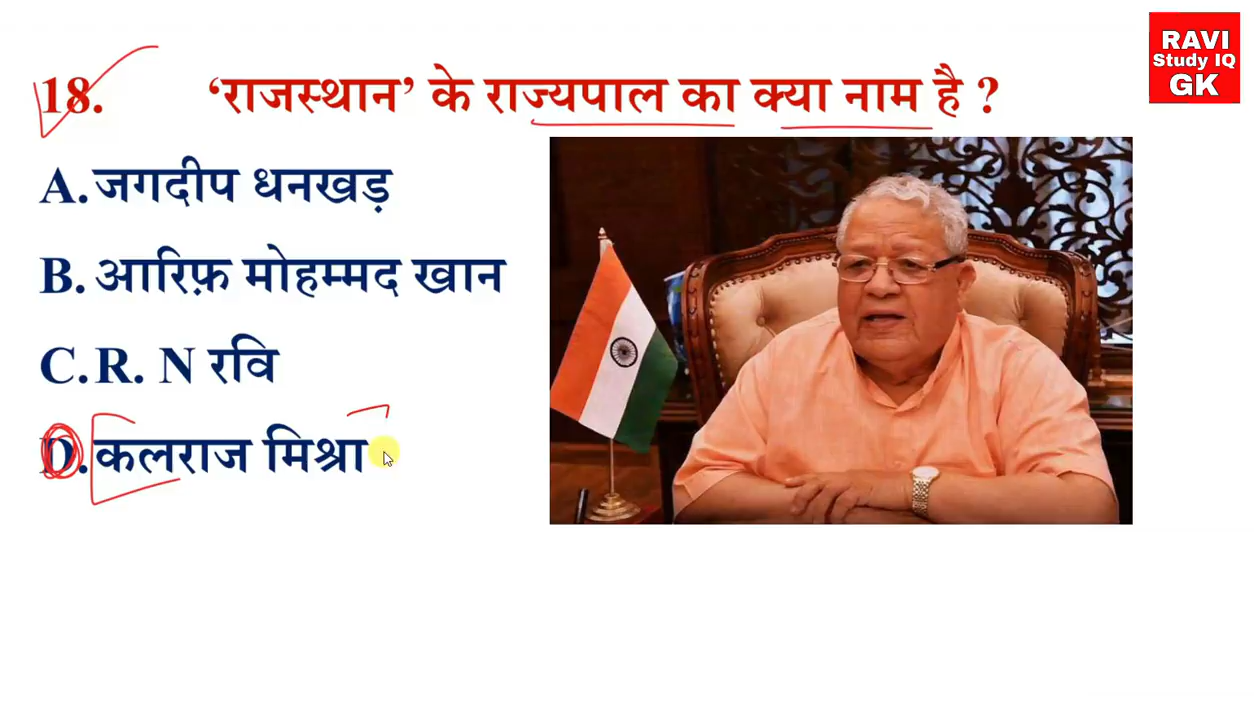 RAVI
Study IQ
GK
18. ‘राजस्थान’ के राज्यपाल का क्या नाम है ?
A. जगदीप धनखड़
B. आरिफ़ मोहम्मद खान
C. R. N रवि
D. कलराज मिश्रा